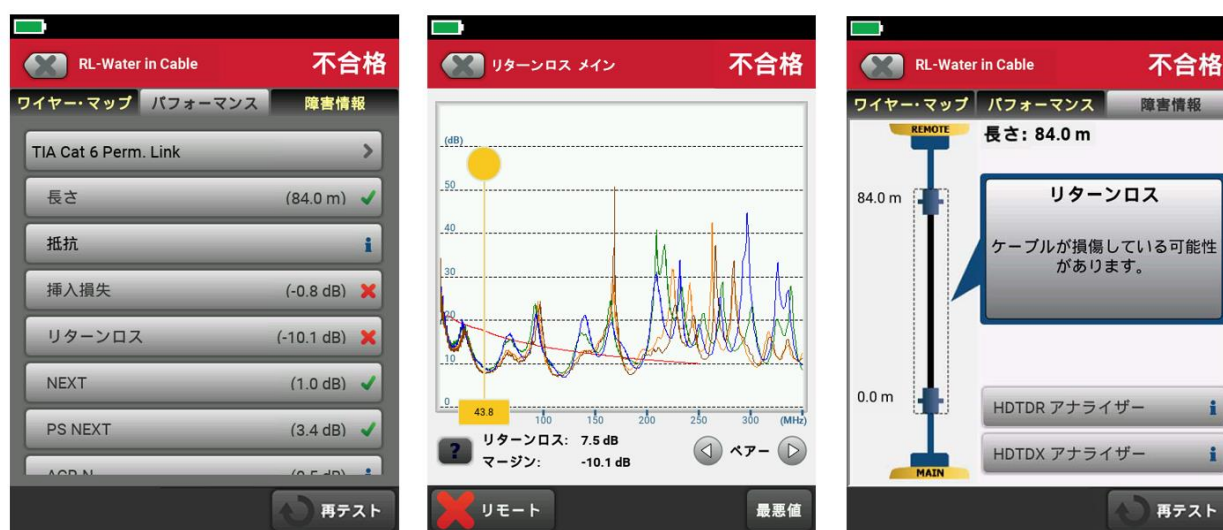 RL-Water in Cable
不合格
ワイヤー・マップ パフォーマンス 障害情報
TIA Cat 6 Perm. Link
長さ (84.0 m)
抵抗
挿入損失 (-0.8 dB)
リターンロス (-10.1 dB)
NEXT (1.0 dB)
PS NEXT (3.4 dB)
再テスト
リターンロス メイン
不合格
(dB)
50
40
30
20
10
0
43.8
100 150 200 250 300 (MHz)
リターンロス: 7.5 dB
マージン: -10.1 dB
ペアー
リモート
最悪値
RL-Water in Cable
不合格
ワイヤー・マップ パフォーマンス 障害情報
REMOTE
長さ: 84.0 m
84.0 m
リターンロス
ケーブルが損傷している可能性
があります。
0.0 m
HDTDR アナライザー
HDTDX アナライザー
MAIN
再テスト